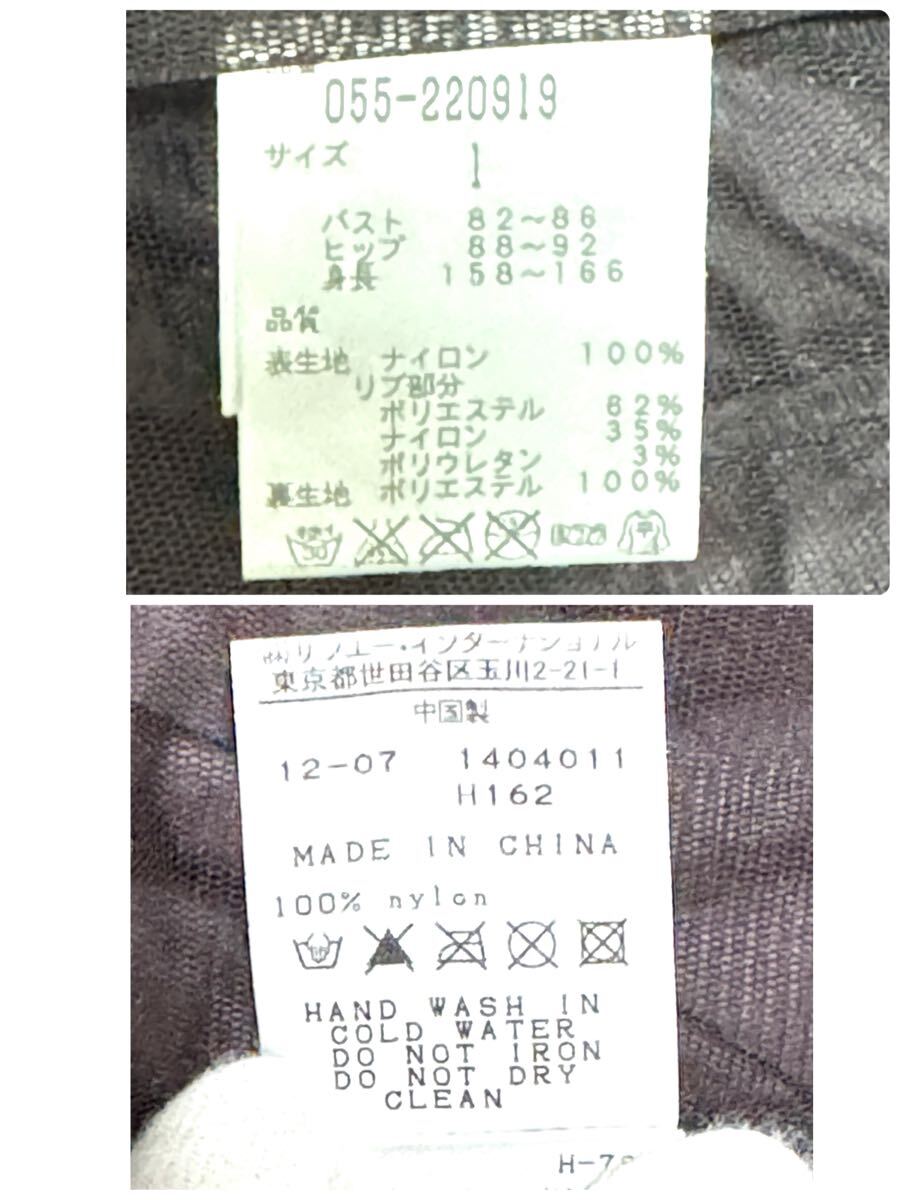 055-220919
サイズ 1
バスト 82~86
ヒップ 88~92
身長 158~166
品質
表生地 ナイロン 100%
リブ部分
ポリエステル 62%
ナイロン 35%
ポリウレタン 3%
裏生地 ポリエステル 100%
30
㈱リフエー・インターナショナル
東京都世田谷区玉川2-21-1
中国製
12-07 1404011
H162
MADE IN CHINA
100% nylon
HAND WASH IN
COLD WATER
DO NOT IRON
DO NOT DRY
CLEAN